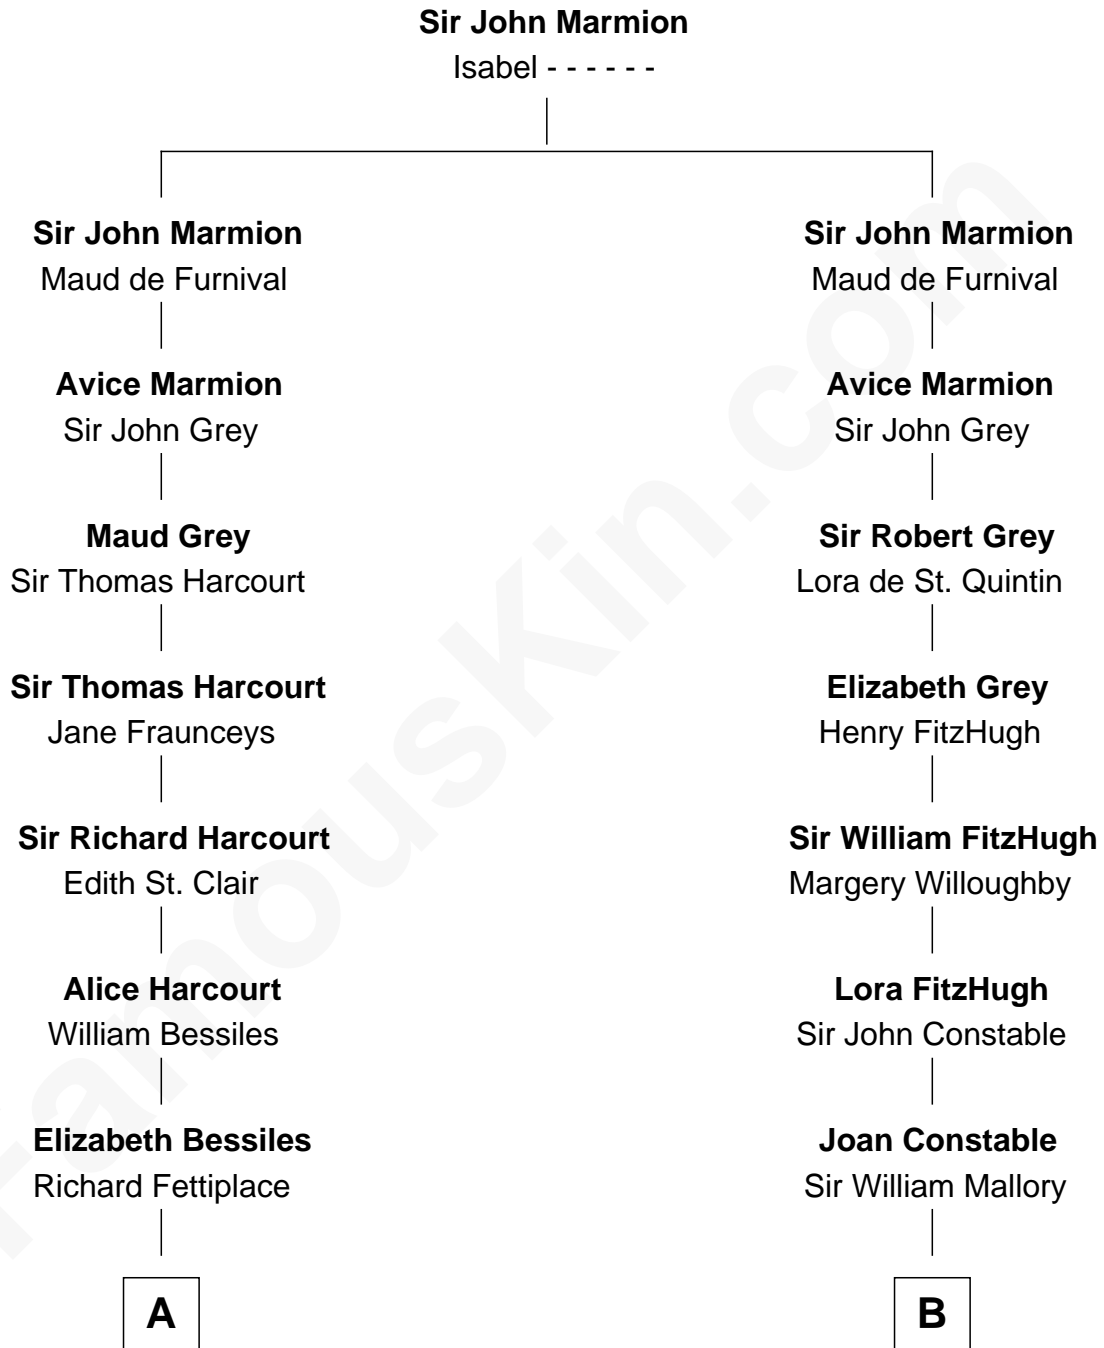 Sir John Marmion
Isabel - - - - - -
Sir John Marmion
Maud de Furnival
Avice Marmion
Sir John Grey
Maud Grey
Sir Thomas Harcourt
Sir Thomas Harcourt
Jane Fraunceys
Sir Richard Harcourt
Edith St. Clair
Alice Harcourt
William Bessiles
Elizabeth Bessiles
Richard Fettiplace
A
Sir John Marmion
Maud de Furnival
Avice Marmion
Sir John Grey
Sir Robert Grey
Lora de St. Quintin
Elizabeth Grey
Henry FitzHugh
Sir William FitzHugh
Margery Willoughby
Lora FitzHugh
Sir John Constable
Joan Constable
Sir William Mallory
B
FamousKin.com